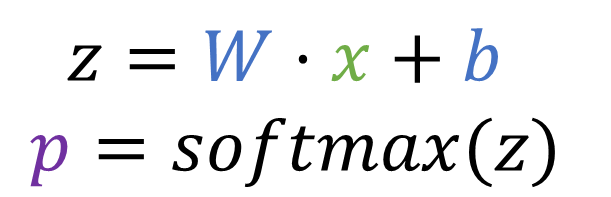 z = W · x + b
p = softmax(z)